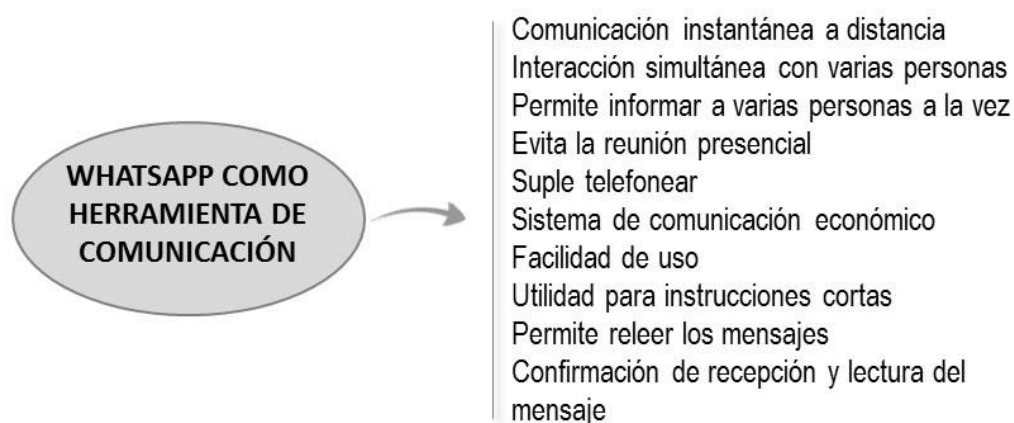 WHATSAPP COMO
HERRAMIENTA DE
COMUNICACIÓN
Comunicación instantánea a distancia
Interacción simultánea con varias personas
Permite informar a varias personas a la vez
Evita la reunión presencial
Suple telefonear
Sistema de comunicación económico
Facilidad de uso
Utilidad para instrucciones cortas
Permite releer los mensajes
Confirmación de recepción y lectura del
mensaje